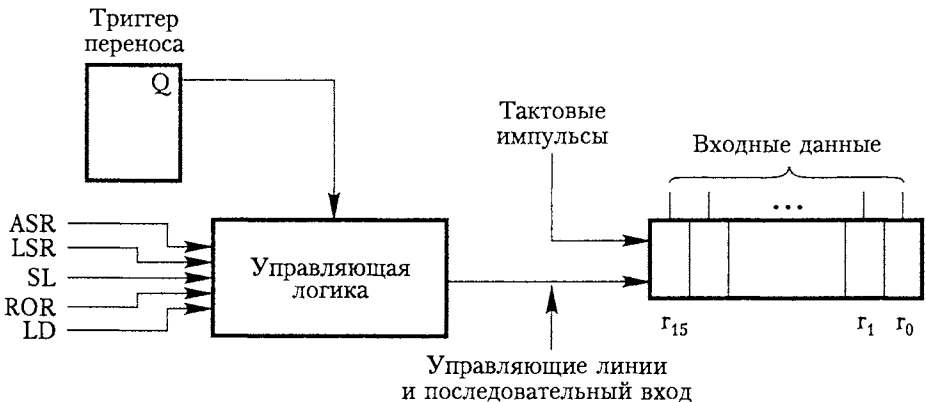 Триггер
переноса
Q
Тактовые
импульсы
Входные данные
...
ASR
LSR
SL
ROR
LD
Управляющая
логика
r15
r1 r0
Управляющие линии
и последовательный вход